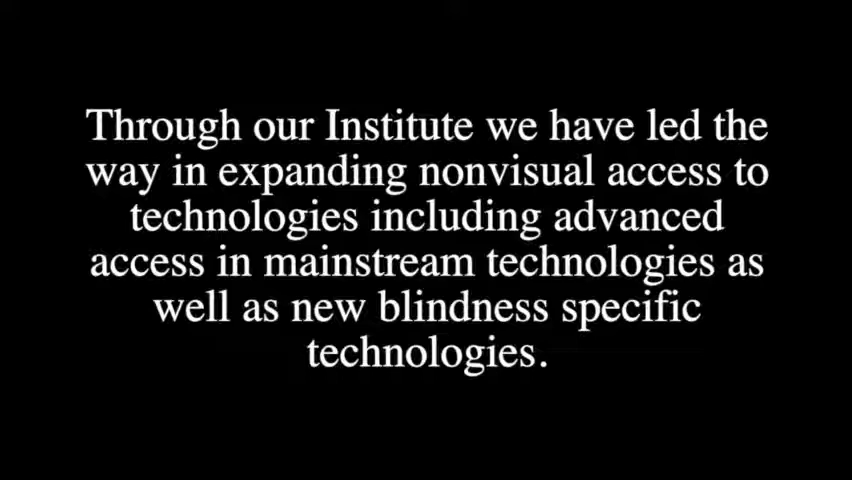 Through our Institute we have led the
way in expanding nonvisual access to
technologies including advanced
access in mainstream technologies as
well as new blindness specific
technologies.